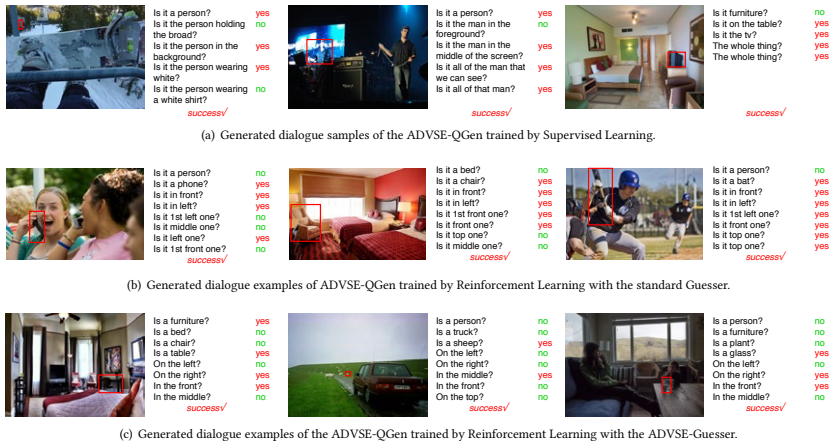 Is it a person? yes
Is it the person holding no
the broad?
Is it the person in the yes
background?
Is it the person wearing yes
white?
Is it the person wearing no
a white shirt?
success√
Is it a person? yes
Is it the man in the no
foreground?
Is it the man in the yes
middle of the screen?
Is it all of the man that yes
we can see?
Is it all of that man? yes
success√
Is it furniture? no
Is it on the table? yes
Is it the tv? yes
The whole thing? yes
The whole thing? yes
success√
(a) Generated dialogue samples of the ADVSE-QGen trained by Supervised Learning.
Is it a person? no
Is it a phone? yes
Is it in front? yes
Is it in left? yes
Is it 1st left one? no
Is it middle one? no
Is it left one? yes
Is it 1st front one? no
success√
Is it a bed? no
Is it a chair? yes
Is it in front? yes
Is it in left? yes
Is it 1st front one? yes
Is it front one? yes
Is it top one? no
Is it middle one? no
success√
Is it a person? no
Is it a bat? yes
Is it in front? yes
Is it in left? yes
Is it 1st left one? yes
Is it front one? yes
Is it top one? yes
Is it top one? yes
success√
(b) Generated dialogue examples of ADVSE-QGen trained by Reinforcement Learning with the standard Guesser.
Is a furniture? yes
Is a bed? no
Is a chair? no
Is a table? yes
On the left? no
On the right? yes
In the front? yes
In the middle? no
success√
Is a person? no
Is a truck? no
Is a sheep? yes
On the left? no
On the right? no
In the middle? yes
In the front? no
On the top? no
success√
Is a person? no
Is a furniture? no
Is a plant? no
Is a glass? yes
On the left? no
On the right? yes
In the front? yes
In the middle? no
success√
(c) Generated dialogue examples of the ADVSE-QGen trained by Reinforcement Learning with the ADVSE-Guesser.